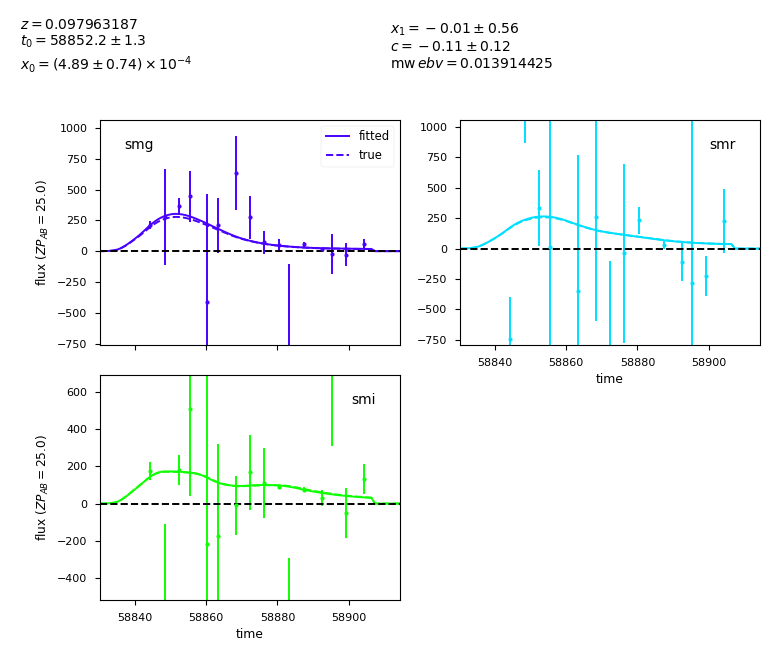 z = 0.097963187
t₀ = 58852.2 ± 1.3
x₀ = (4.89 ± 0.74) × 10⁻⁴
x₁ = −0.01 ± 0.56
c = −0.11 ± 0.12
mw ebv = 0.013914425
smg
fitted
true
1000
750
500
250
0
−250
−500
−750
flux (ZP_AB = 25.0)
smr
1000
750
500
250
0
−250
−500
−750
58840 58860 58880 58900
time
smi
600
400
200
0
−200
−400
flux (ZP_AB = 25.0)
58840 58860 58880 58900
time